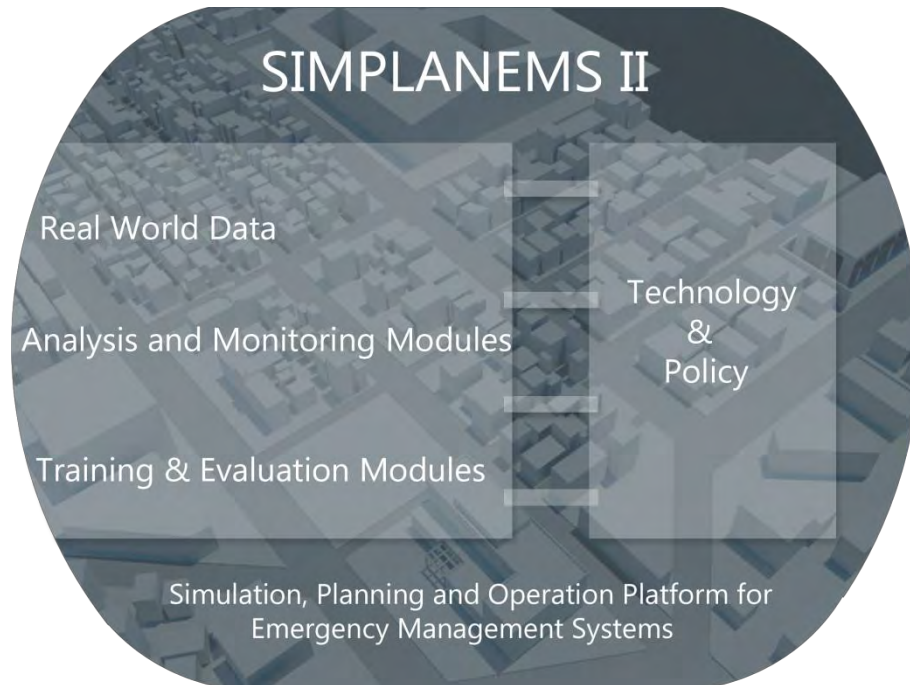 SIMPLANEMS II
Real World Data
Analysis and Monitoring Modules
Training & Evaluation Modules
Technology
&
Policy
Simulation, Planning and Operation Platform for
Emergency Management Systems